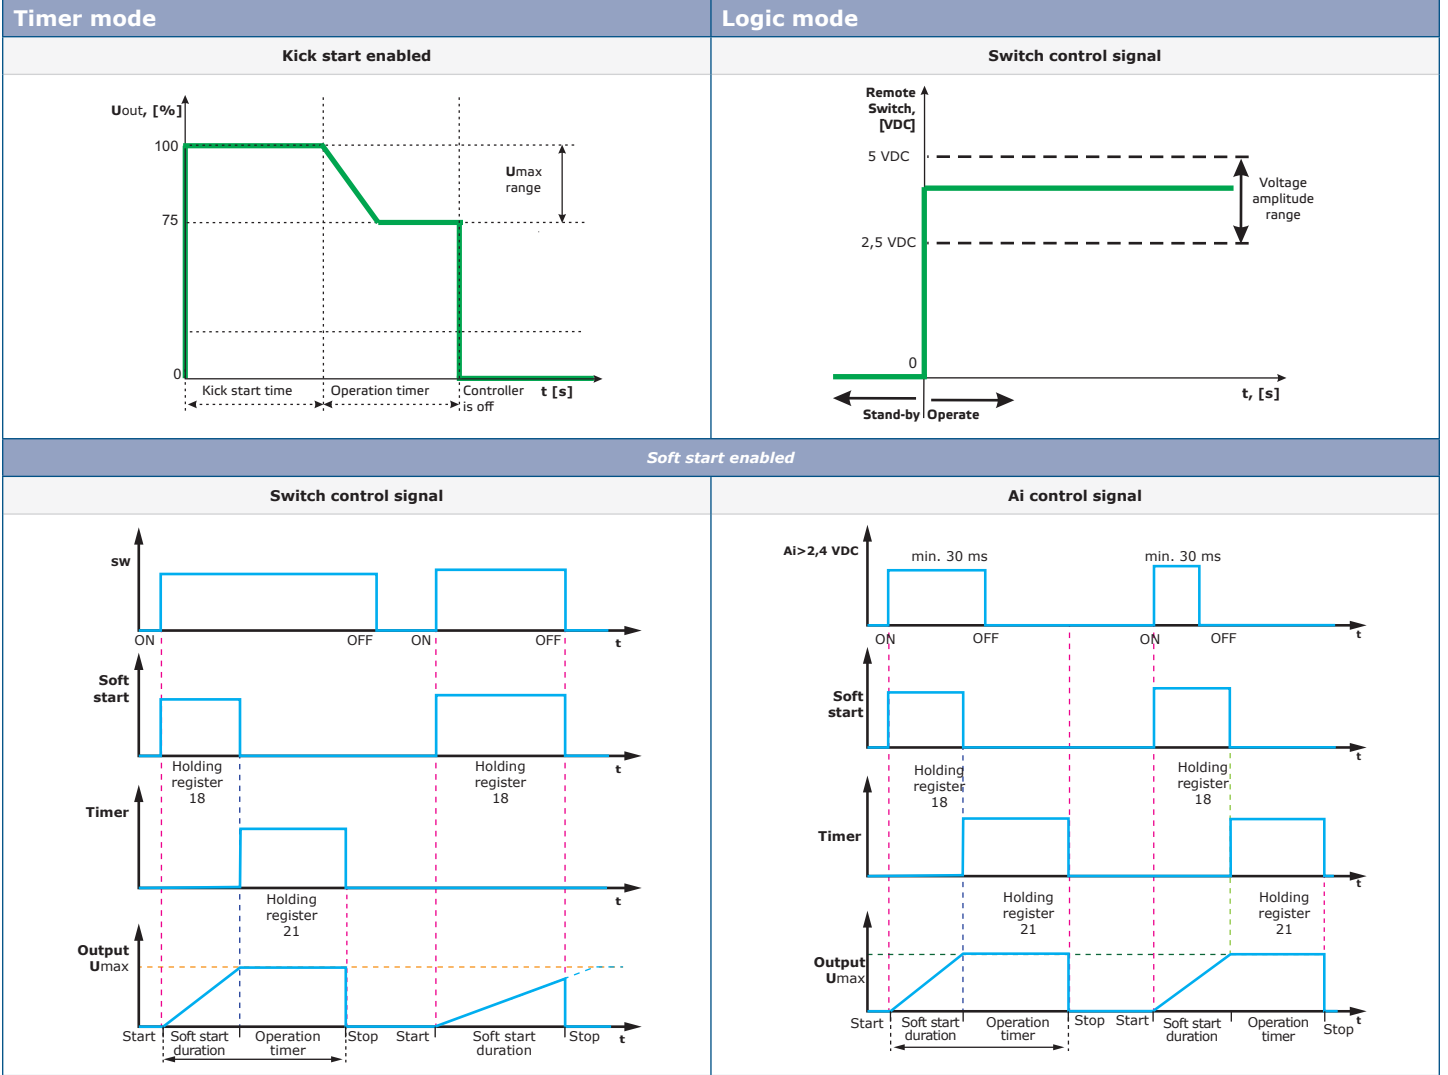 Timer mode
Logic mode
Kick start enabled
Switch control signal
Uout, [%]
100
75
0
Umax
range
Kick start time
Operation timer
Controller
is off
t [s]
Remote
Switch,
[VDC]
5 VDC
2,5 VDC
0
Voltage
amplitude
range
t, [s]
Stand-by
Operate
Soft start enabled
Switch control signal
Ai control signal
sw
ON
OFF
ON
OFF
t
Soft
start
t
Holding
register
18
Holding
register
18
Timer
t
Holding
register
21
Output
Umax
Start
Soft start
duration
Operation
timer
Stop
Start
Soft start
duration
Stop
t
Ai>2,4 VDC
min. 30 ms
min. 30 ms
ON
OFF
ON
OFF
t
Soft
start
t
Holding
register
18
Holding
register
18
Timer
t
Holding
register
21
Holding
register
21
Output
Umax
Start
Soft start
duration
Operation
timer
Stop
Start
Soft start
duration
Operation
timer
Stop
t